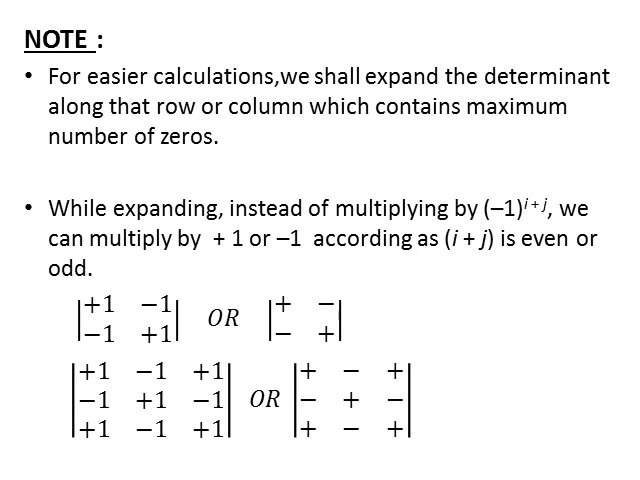 NOTE :
• For easier calculations,we shall expand the determinant
along that row or column which contains maximum
number of zeros.
• While expanding, instead of multiplying by (–1)^{i + j}, we
can multiply by + 1 or –1 according as (i + j) is even or
odd.
|+1 −1| OR |+ −|
|−1 +1| |− +|
|+1 −1 +1| |+ − +|
|−1 +1 −1| OR |− + −|
|+1 −1 +1| |+ − +|